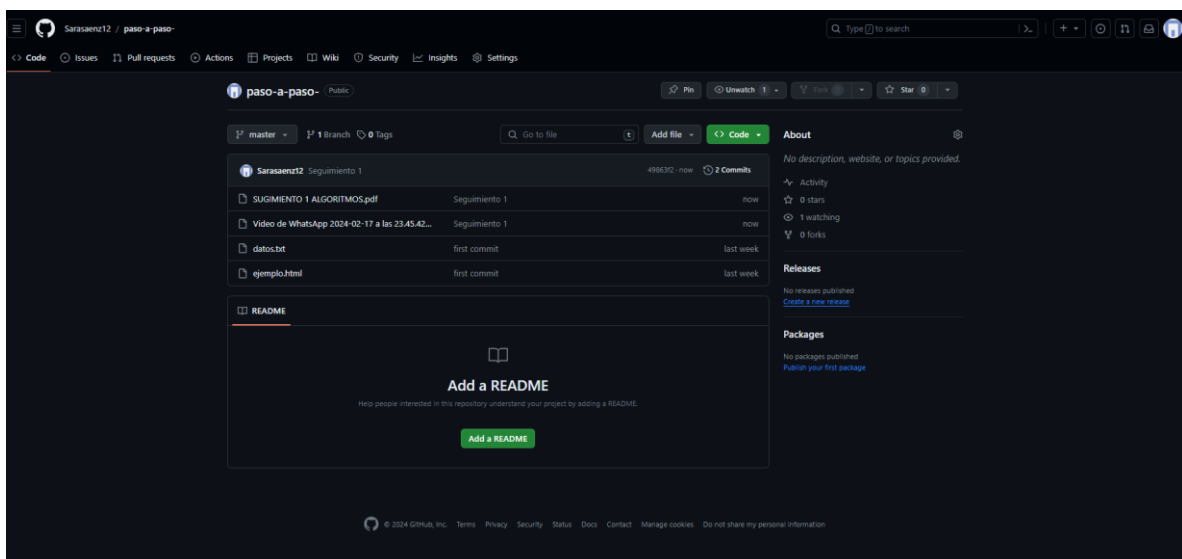 Sarasaenz12 / paso-a-paso-
Type / to search
Code Issues Pull requests Actions Projects Wiki Security Insights Settings
paso-a-paso- Public
Pin Unwatch 1 Fork Star 0
master 1 Branch 0 Tags
Go to file t Add file Code
Sarasaenz12 Seguimiento 1 49863f2 · now 2 Commits
SUGIMIENTO 1 ALGORITMOS.pdf Seguimiento 1 now
Video de WhatsApp 2024-02-17 a las 23.45.42... Seguimiento 1 now
datos.txt first commit last week
ejemplo.html first commit last week
README
Add a README
Help people interested in this repository understand your project by adding a README.
Add a README
About
No description, website, or topics provided.
Activity
0 stars
1 watching
0 forks
Releases
No releases published
Create a new release
Packages
No packages published
Publish your first package
© 2024 GitHub, Inc. Terms Privacy Security Status Docs Contact Manage cookies Do not share my personal information